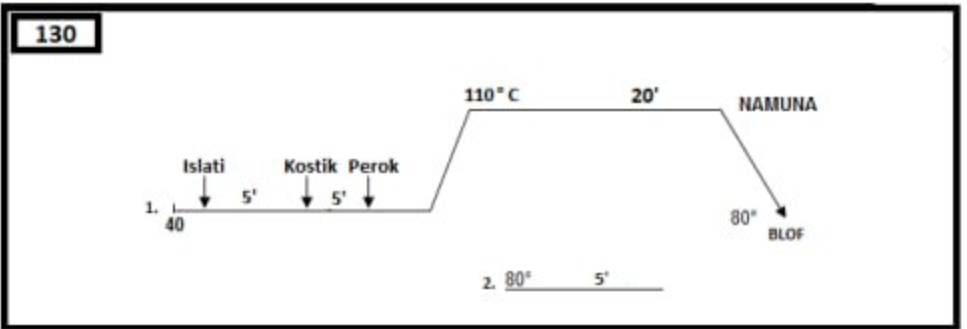 130
110° C 20' NAMUNA
Islati Kostik Perok
5' 5'
1.
40
80°
BLOF
2. 80° 5'